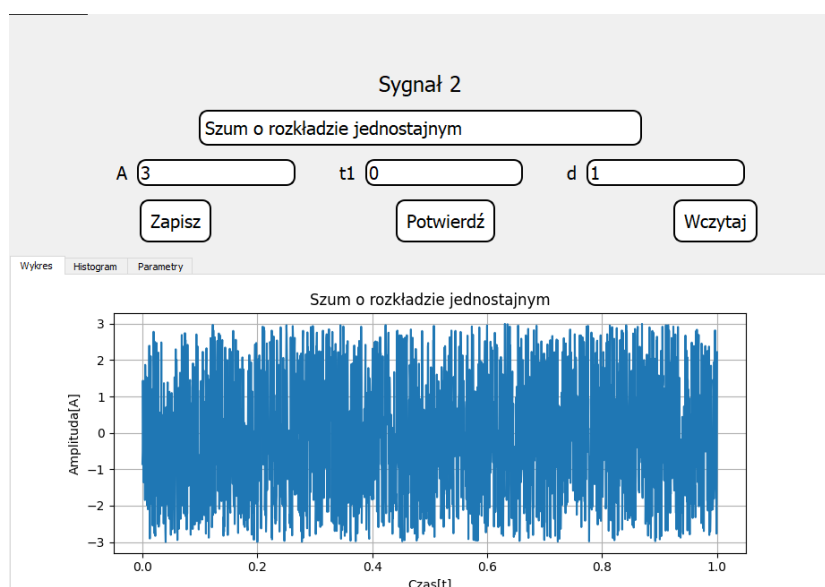 Sygnał 2
Szum o rozkładzie jednostajnym
A 3 t1 0 d 1
Zapisz Potwierdź Wczytaj
Wykres Histogram Parametry
Szum o rozkładzie jednostajnym
3
2
1
0
−1
−2
−3
Amplituda[A]
0.0 0.2 0.4 0.6 0.8 1.0
Czas[t]